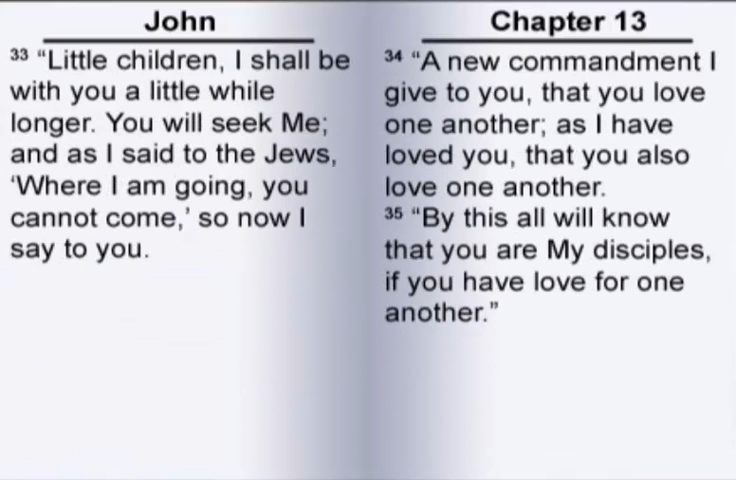 John
³³ “Little children, I shall be
with you a little while
longer. You will seek Me;
and as I said to the Jews,
‘Where I am going, you
cannot come,’ so now I
say to you.
Chapter 13
³⁴ “A new commandment I
give to you, that you love
one another; as I have
loved you, that you also
love one another.
³⁵ “By this all will know
that you are My disciples,
if you have love for one
another.”